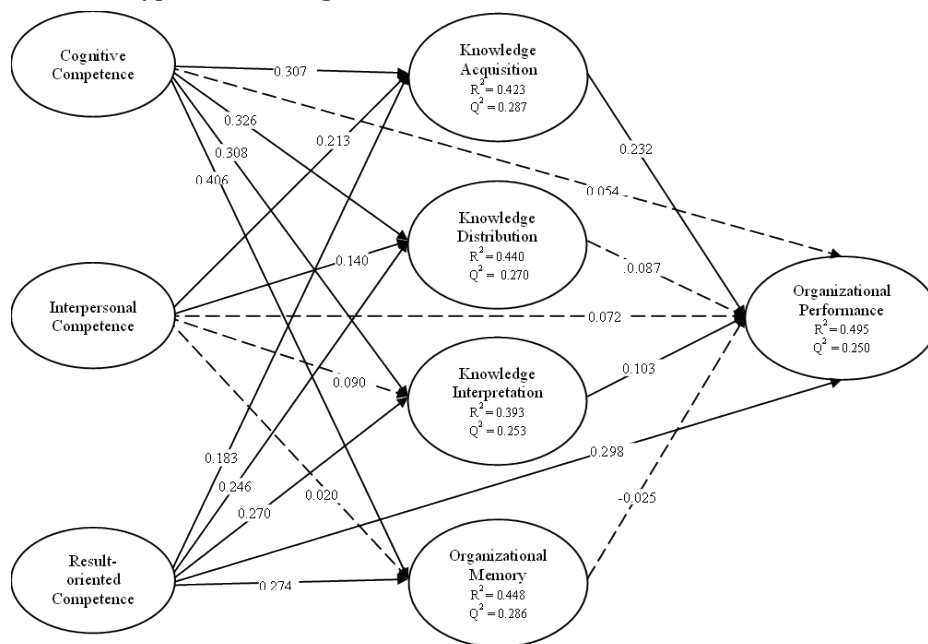 Cognitive
Competence
Interpersonal
Competence
Result-
oriented
Competence
0.307
0.326
0.308
0.406
0.213
0.140
0.090
0.020
0.183
0.246
0.270
0.274
Knowledge
Acquisition
R² = 0.423
Q² = 0.287
Knowledge
Distribution
R² = 0.440
Q² = 0.270
Knowledge
Interpretation
R² = 0.393
Q² = 0.253
Organizational
Memory
R² = 0.448
Q² = 0.286
0.232
0.054
0.087
0.072
0.103
0.298
-0.025
Organizational
Performance
R² = 0.495
Q² = 0.250